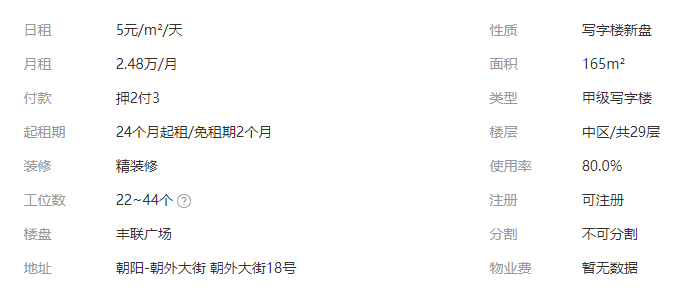 日租 5元/m²/天 性质 写字楼新盘
月租 2.48万/月 面积 165m²
付款 押2付3 类型 甲级写字楼
起租期 24个月起租/免租期2个月 楼层 中区/共29层
装修 精装修 使用率 80.0%
工位数 22~44个 ? 注册 可注册
楼盘 丰联广场 分割 不可分割
地址 朝阳-朝外大街 朝外大街18号 物业费 暂无数据